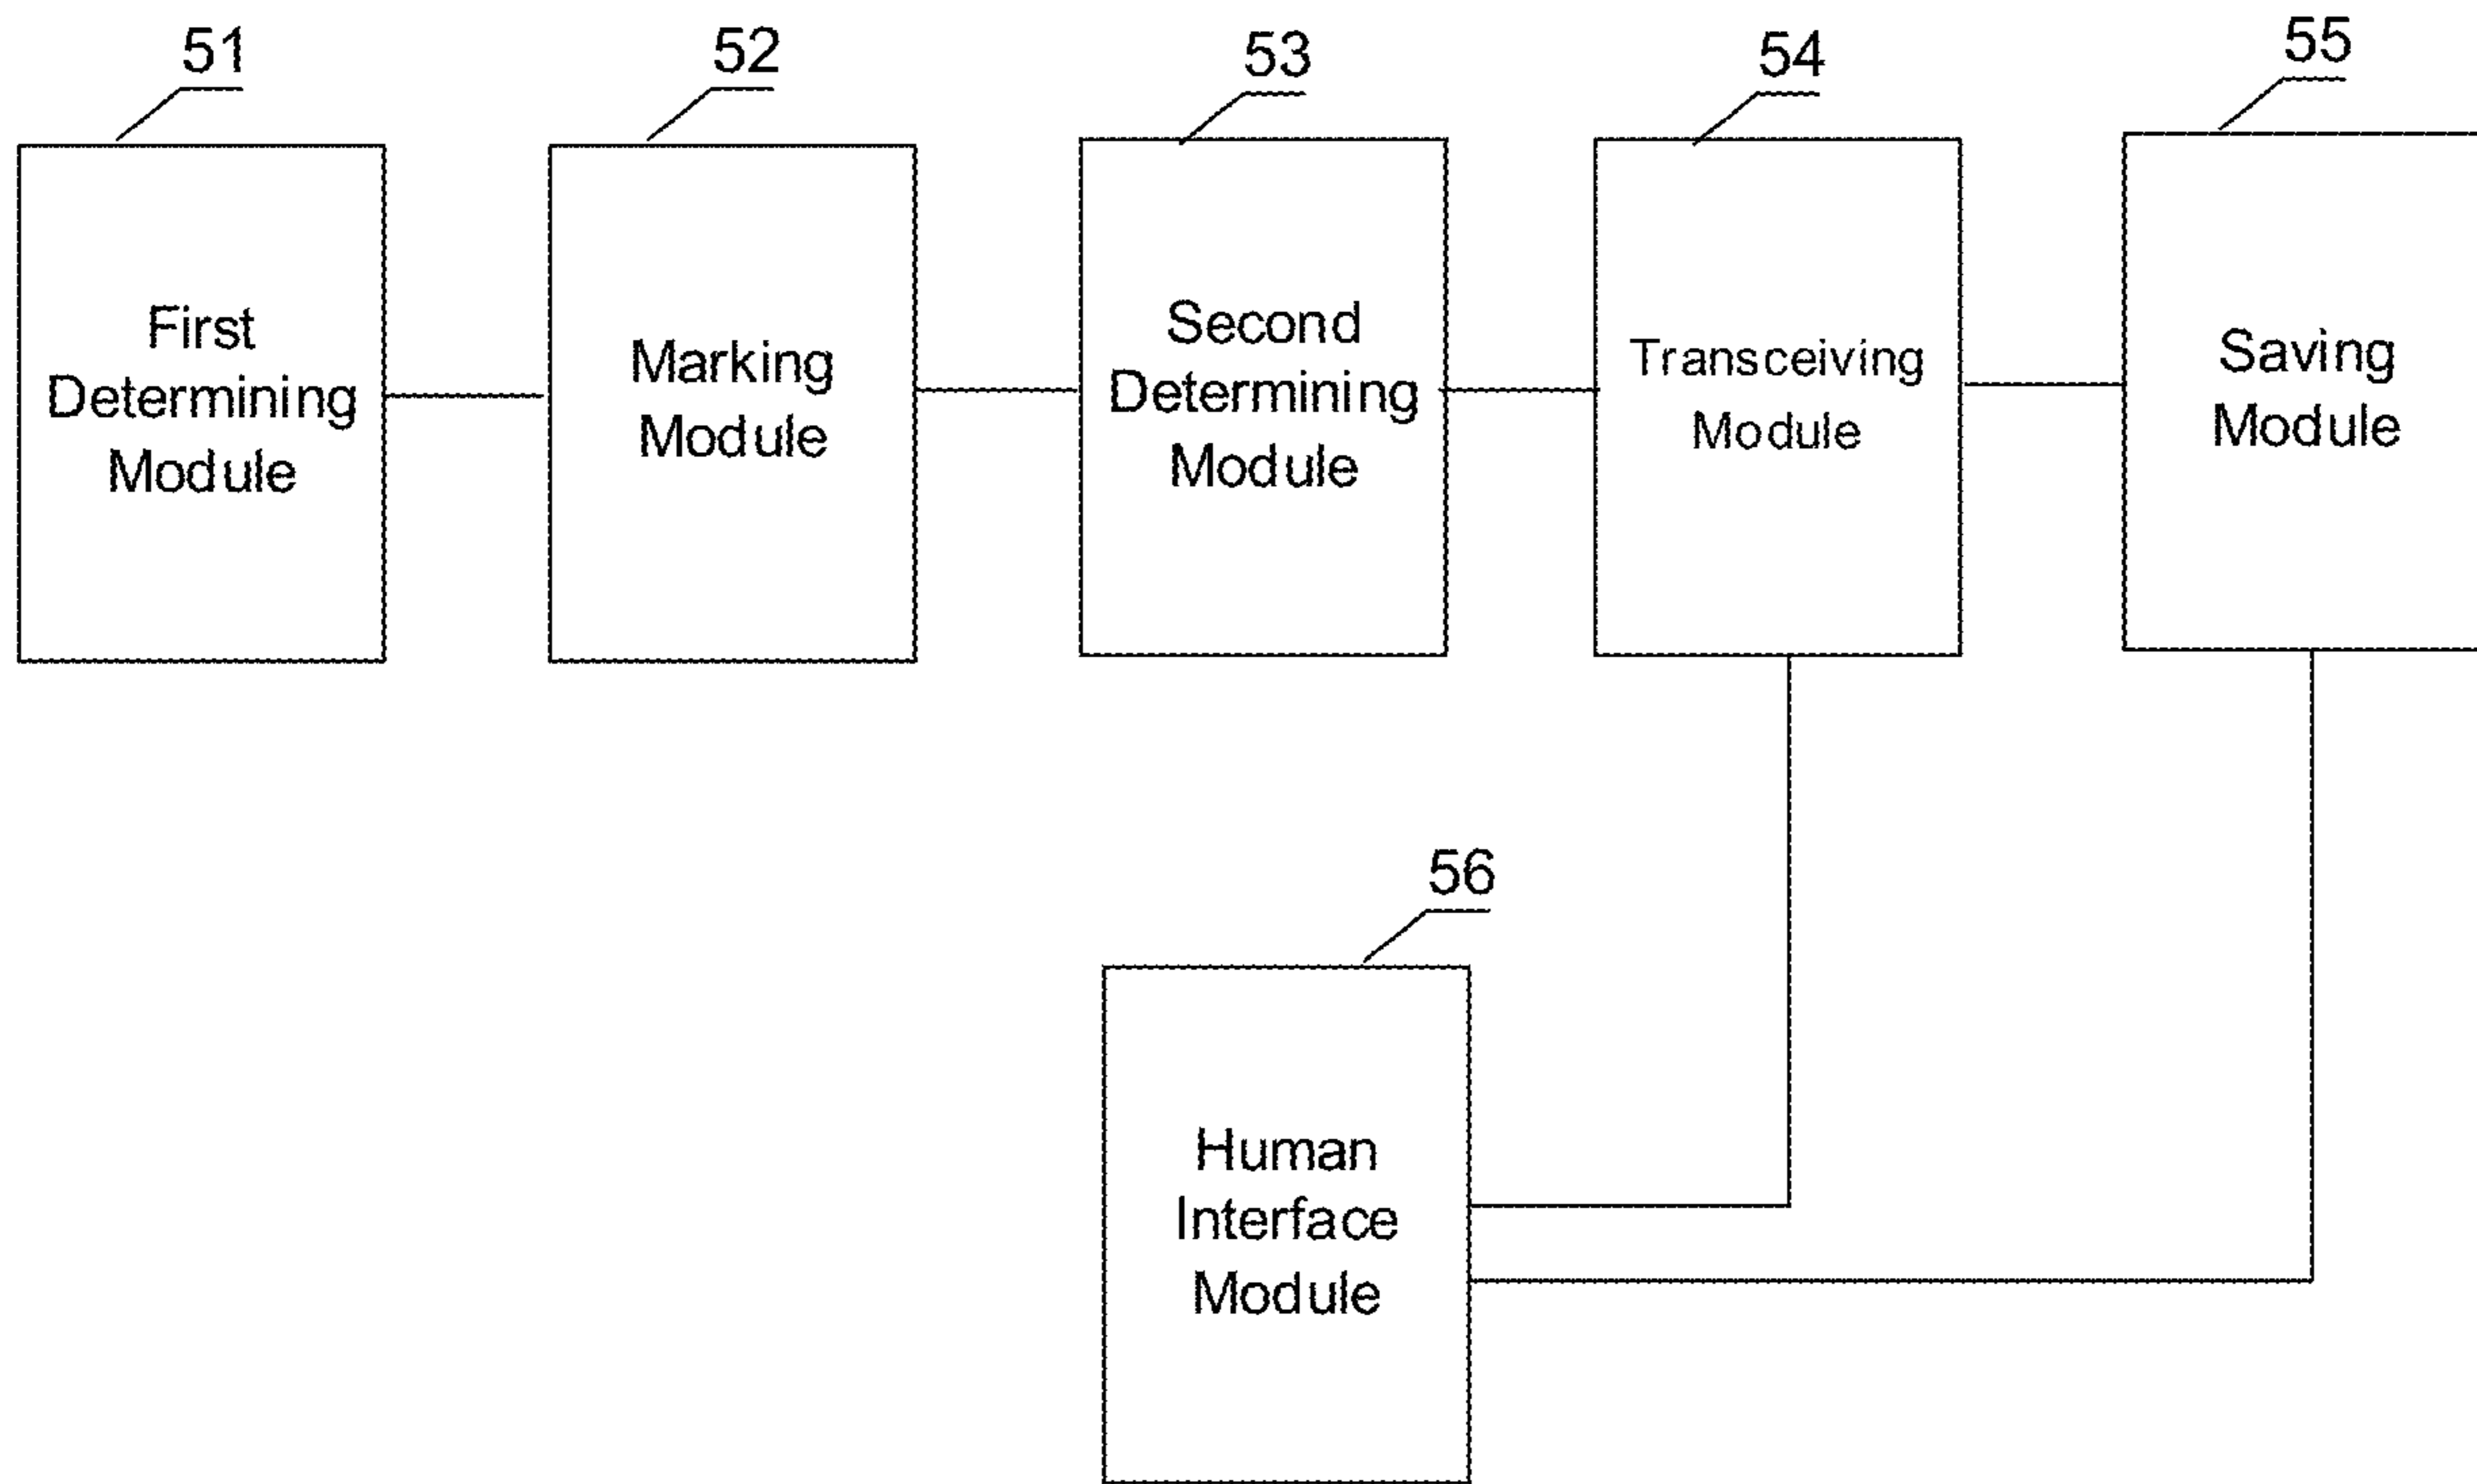 51
52
53
54
55
First
Determining
Module
Marking
Module
Second
Determining
Module
Transceiving
Module
Saving
Module
56
Human
Interface
Module